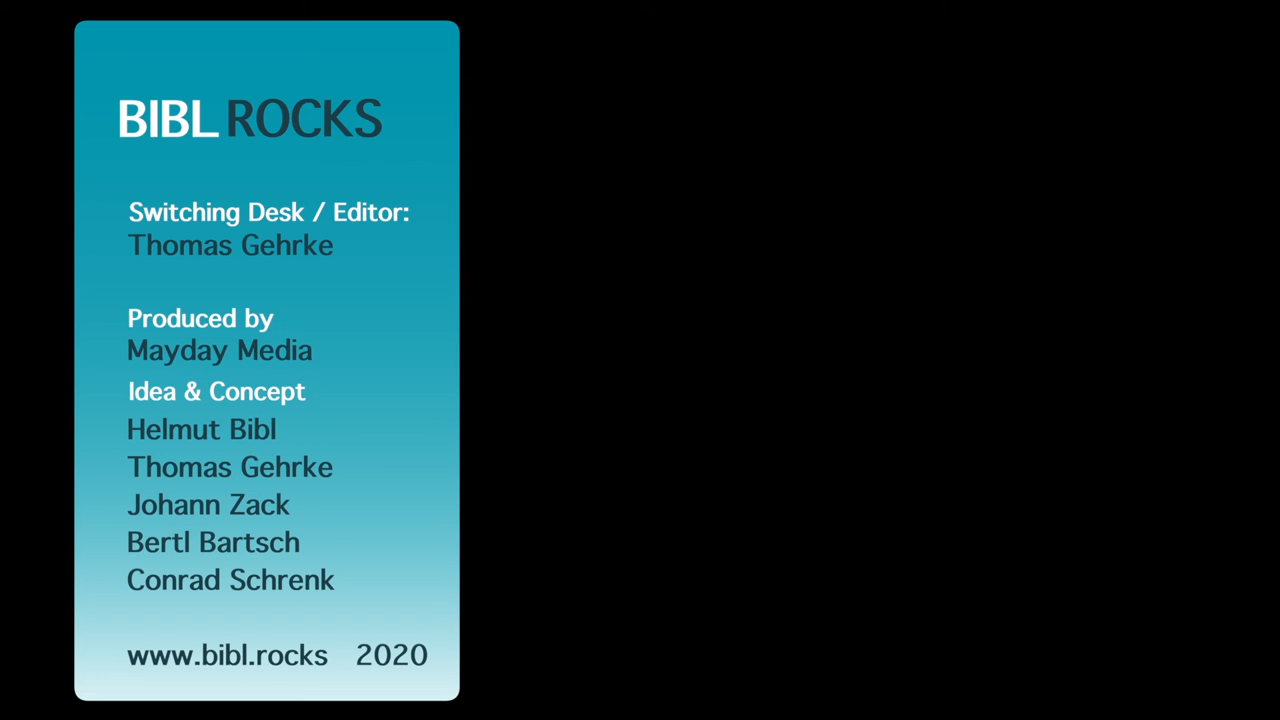 BIBL ROCKS
Switching Desk / Editor:
Thomas Gehrke
Produced by
Mayday Media
Idea & Concept
Helmut Bibl
Thomas Gehrke
Johann Zack
Bertl Bartsch
Conrad Schrenk
www.bibl.rocks 2020